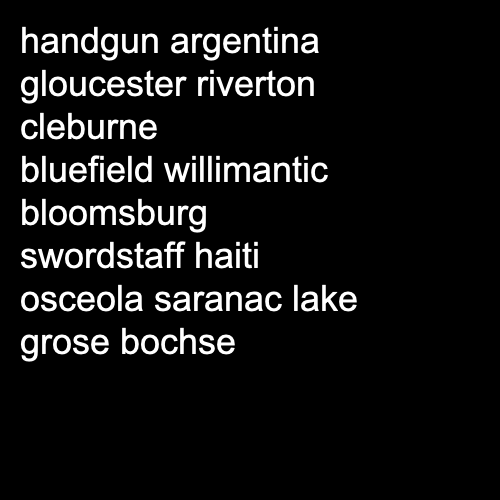 handgun argentina
gloucester riverton
cleburne
bluefield willimantic
bloomsburg
swordstaff haiti
osceola saranac lake
grose bochse